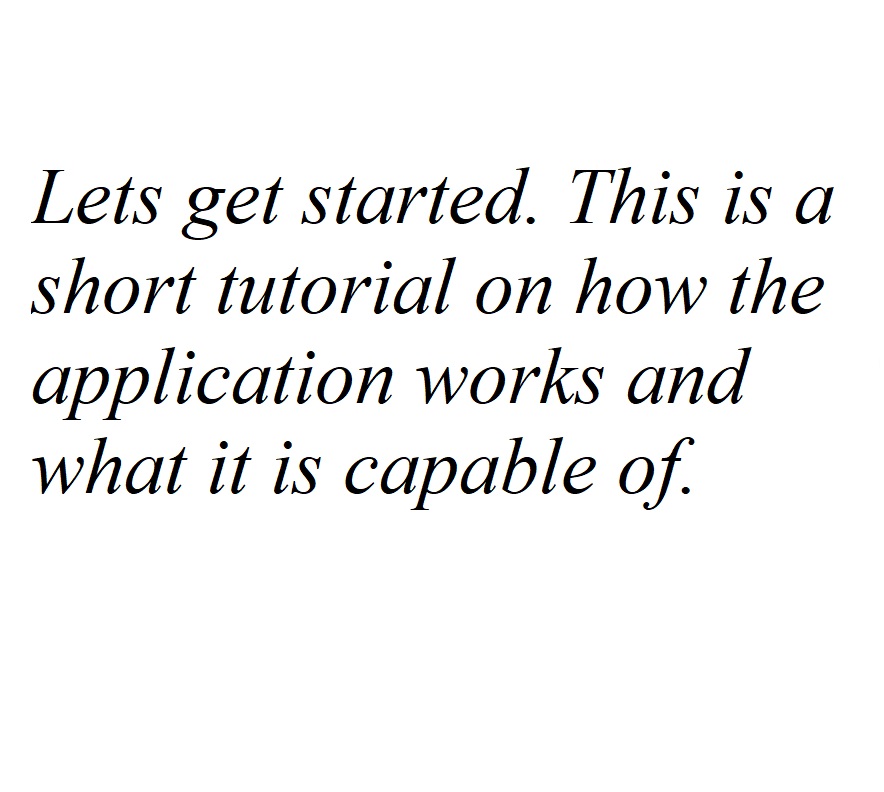 Lets get started. This is a
short tutorial on how the
application works and
what it is capable of.